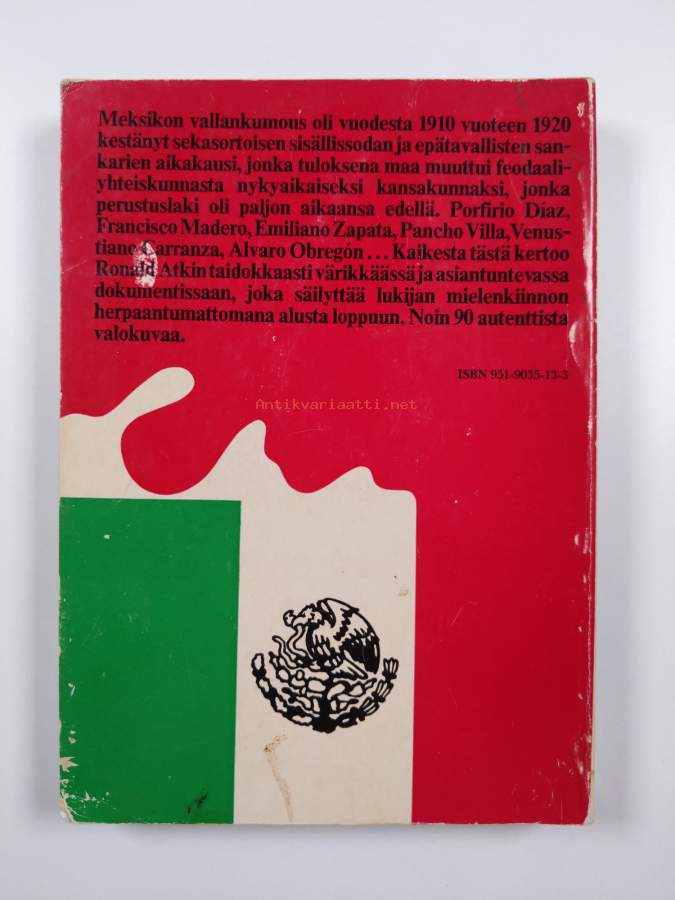 Meksikon vallankumous oli vuodesta 1910 vuoteen 1920
kestänyt sekasortoisen sisällissodan ja epätavallisten san-
karien aikakausi, jonka tuloksena maa muuttui feodaali-
yhteiskunnasta nykyaikaiseksi kansakunnaksi, jonka
perustuslaki oli paljon aikaansa edellä. Porfirio Díaz,
Francisco Madero, Emiliano Zapata, Pancho Villa, Venus-
tiano Carranza, Alvaro Obregón ... Kaikesta tästä kertoo
Ronald Atkin taidokkaasti värikkäässä ja asiantuntevassa
dokumentissaan, joka säilyttää lukijan mielenkiinnon
herpaantumattomana alusta loppuun. Noin 90 autenttista
valokuvaa.
ISBN 951-9035-13-3
Antikvariaatti.net